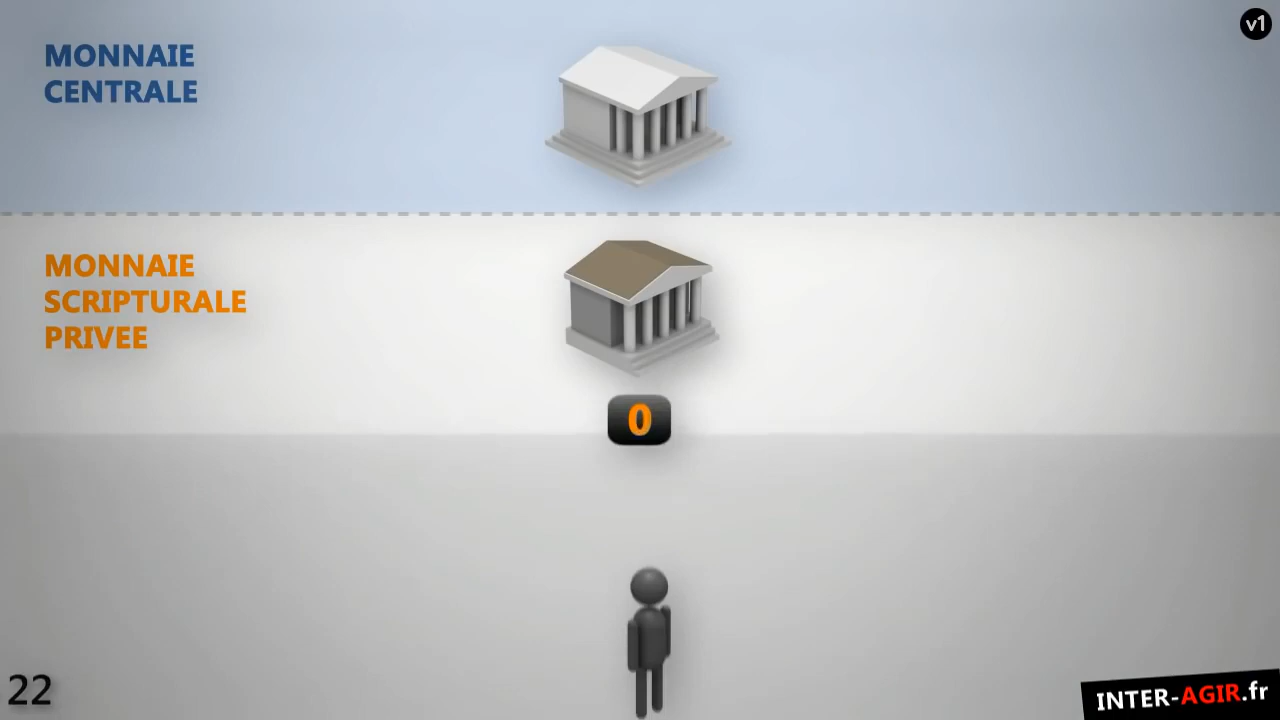 v1
MONNAIE
CENTRALE
MONNAIE
SCRIPTURALE
PRIVEE
0
22
INTER-AGIR.fr